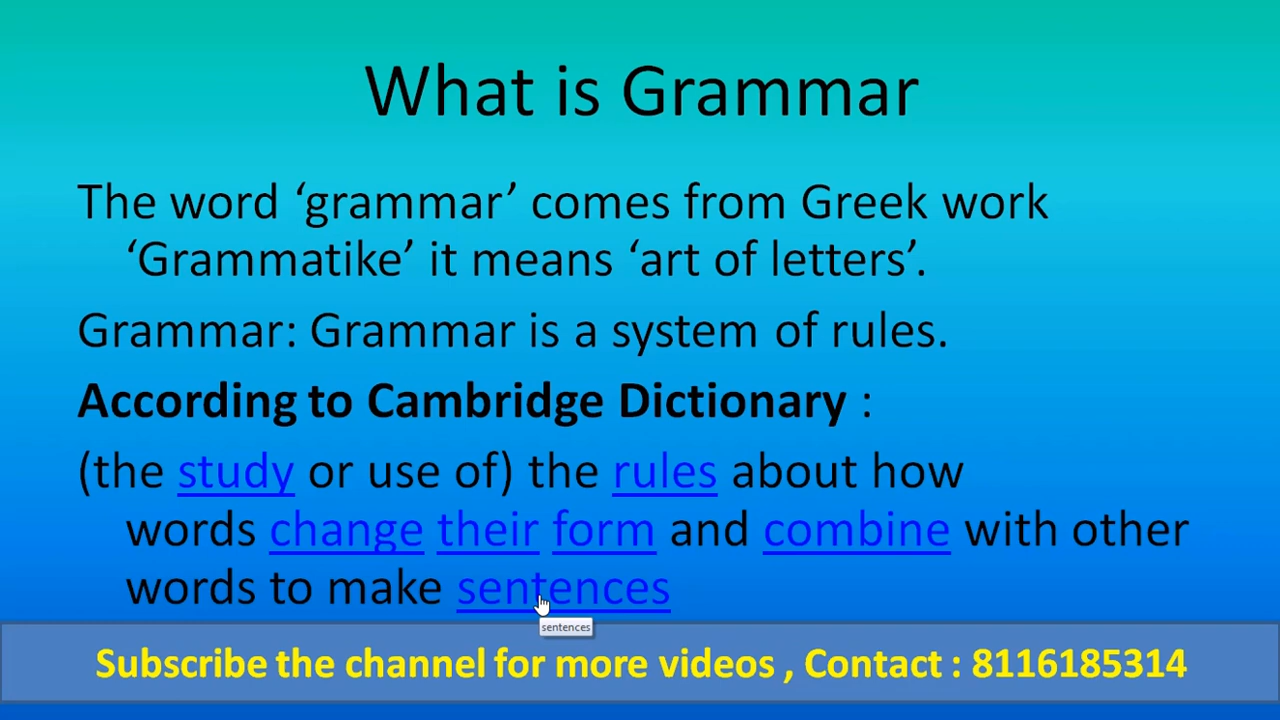 What is Grammar
The word ‘grammar’ comes from Greek work
‘Grammatike’ it means ‘art of letters’.
Grammar: Grammar is a system of rules.
According to Cambridge Dictionary :
(the study or use of) the rules about how
words change their form and combine with other
words to make sentences
sentences
Subscribe the channel for more videos , Contact : 8116185314